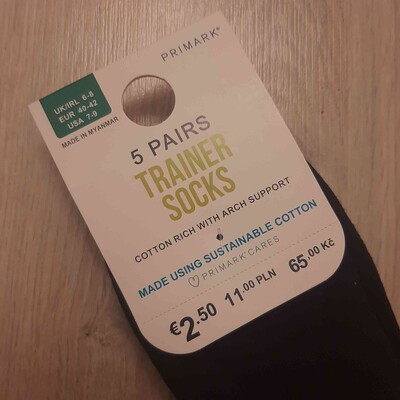 PRIMARK®
UK/IRL 6-8
EUR 40-42
USA 7-9
MADE IN MYANMAR
5 PAIRS
TRAINER
SOCKS
COTTON RICH WITH ARCH SUPPORT
MADE USING SUSTAINABLE COTTON
PRIMARK CARES
€2.50 11.00 PLN 65.00 Kč